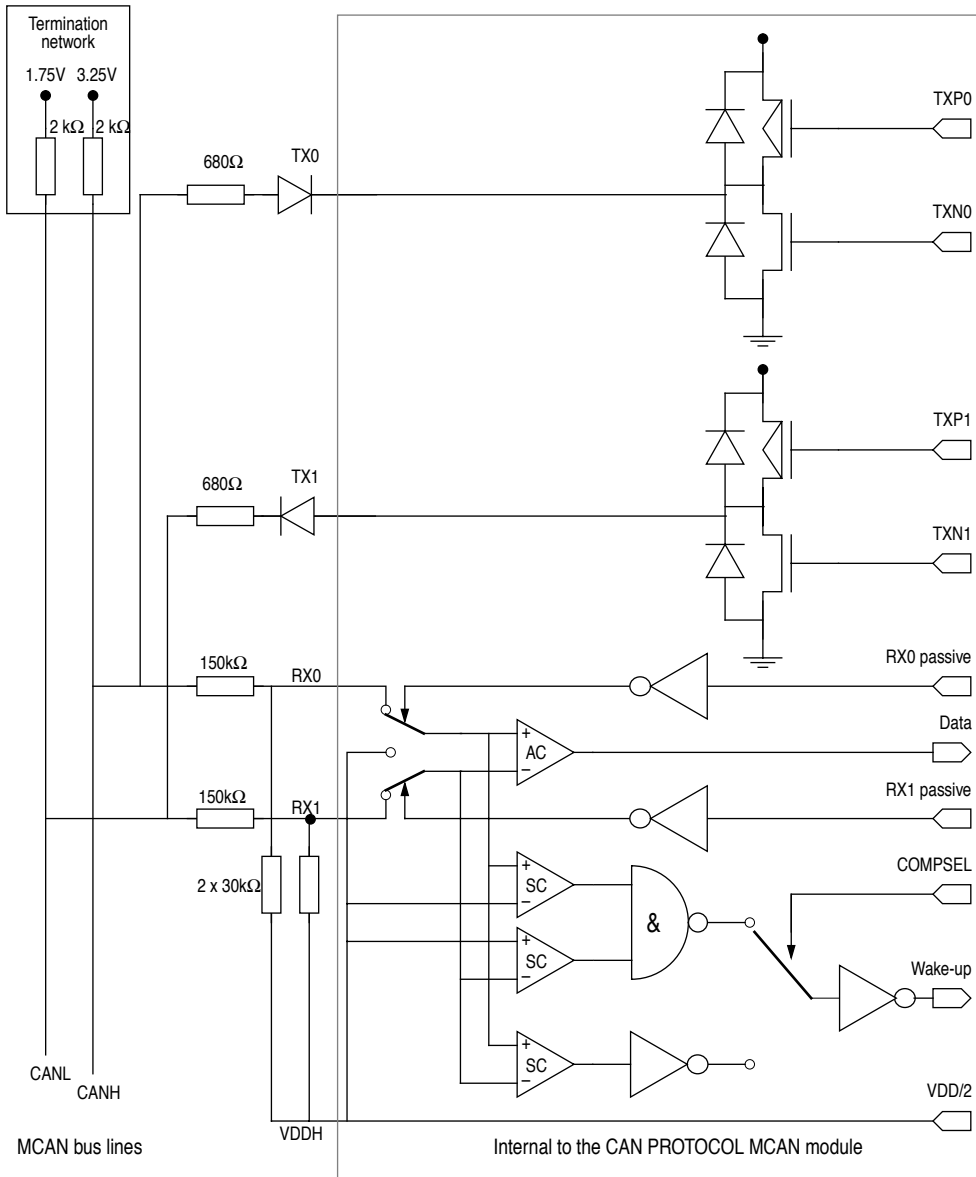 Termination
network
1.75V 3.25V
2 kΩ 2 kΩ
TXP0
680Ω
TX0
TXN0
TXP1
680Ω
TX1
TXN1
150kΩ
RX0
RX0 passive
+
AC
−
Data
150kΩ
RX1
RX1 passive
2 x 30kΩ
+
SC
−
COMPSEL
&
+
SC
−
Wake-up
+
SC
−
CANL
CANH
VDD/2
VDDH
MCAN bus lines
Internal to the CAN PROTOCOL MCAN module